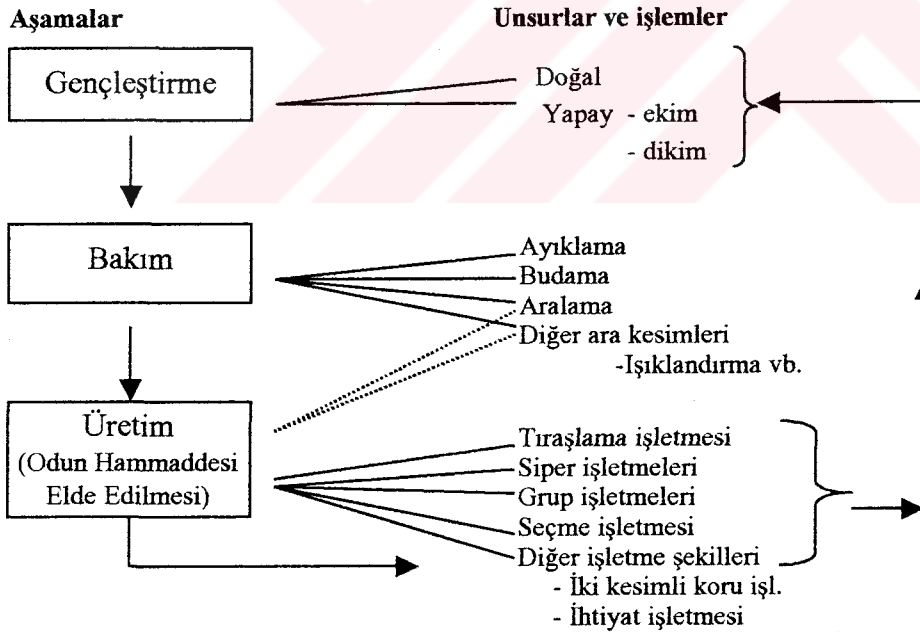 Aşamalar
Unsurlar ve işlemler
Gençleştirme
Doğal
Yapay - ekim
- dikim
Bakım
Ayıklama
Budama
Aralama
Diğer ara kesimleri
-Işıklandırma vb.
Üretim
(Odun Hammaddesi
Elde Edilmesi)
Tıraşlama işletmesi
Siper işletmeleri
Grup işletmeleri
Seçme işletmesi
Diğer işletme şekilleri
- İki kesimli koru işl.
- İhtiyat işletmesi